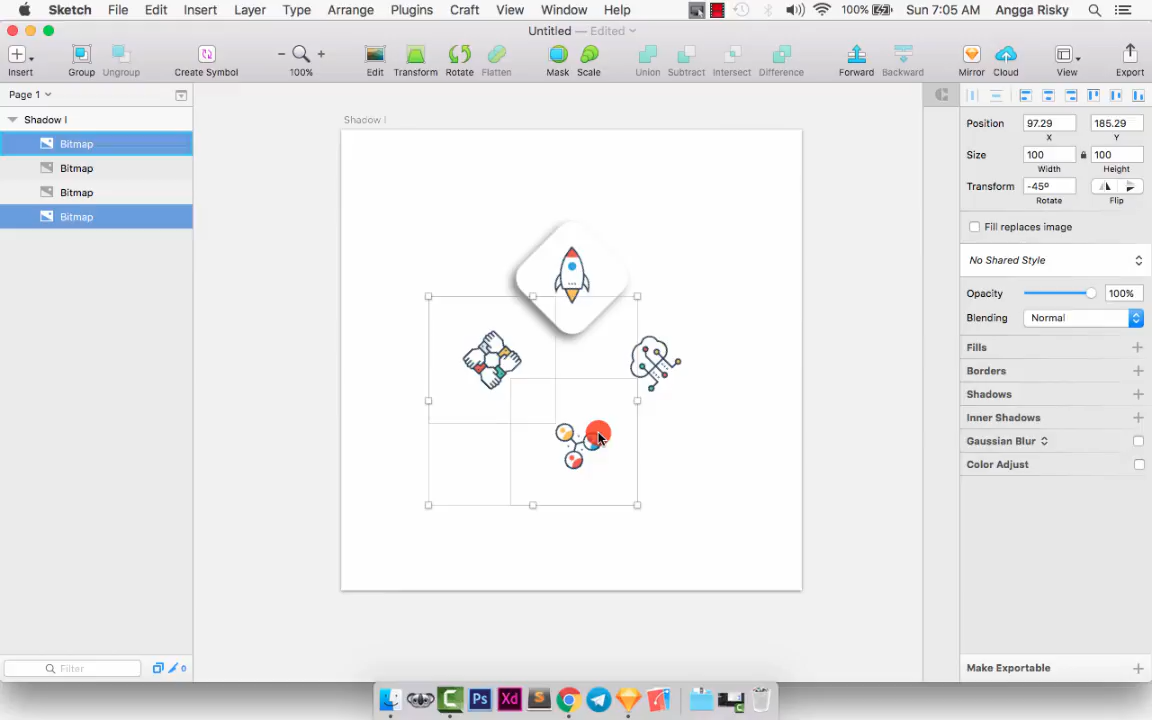 Sketch File Edit Insert Layer Type Arrange Plugins Craft View Window Help 100% Sun 7:05 AM Angga Risky
Untitled — Edited
Insert Group Ungroup Create Symbol 100% Edit Transform Rotate Flatten Mask Scale Union Subtract Intersect Difference Forward Backward Mirror Cloud View Export
Page 1
Shadow I
Bitmap
Bitmap
Bitmap
Bitmap
Filter
0
Shadow I
Position 97.29 185.29
X Y
Size 100 100
Width Height
Transform -45º
Rotate Flip
Fill replaces image
No Shared Style
Opacity 100%
Blending Normal
Fills
Borders
Shadows
Inner Shadows
Gaussian Blur
Color Adjust
Make Exportable
C Ps Xd S